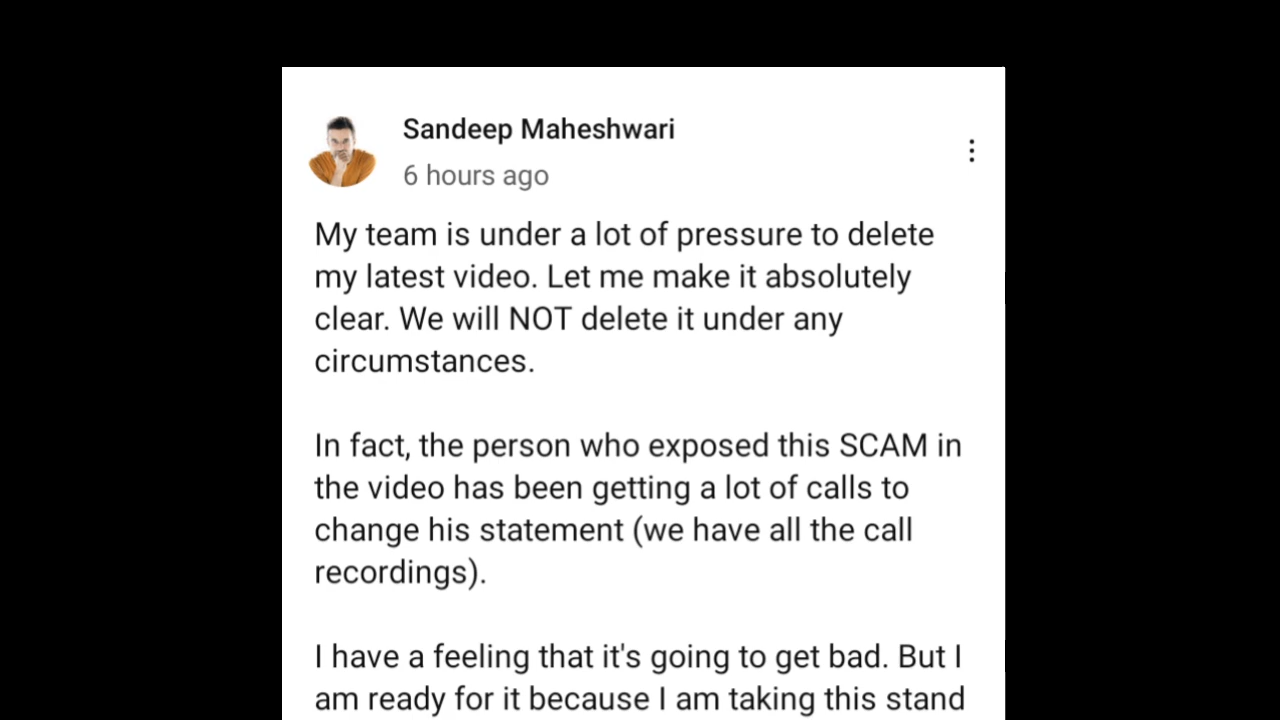 Sandeep Maheshwari
6 hours ago
My team is under a lot of pressure to delete
my latest video. Let me make it absolutely
clear. We will NOT delete it under any
circumstances.
In fact, the person who exposed this SCAM in
the video has been getting a lot of calls to
change his statement (we have all the call
recordings).
I have a feeling that it's going to get bad. But I
am ready for it because I am taking this stand